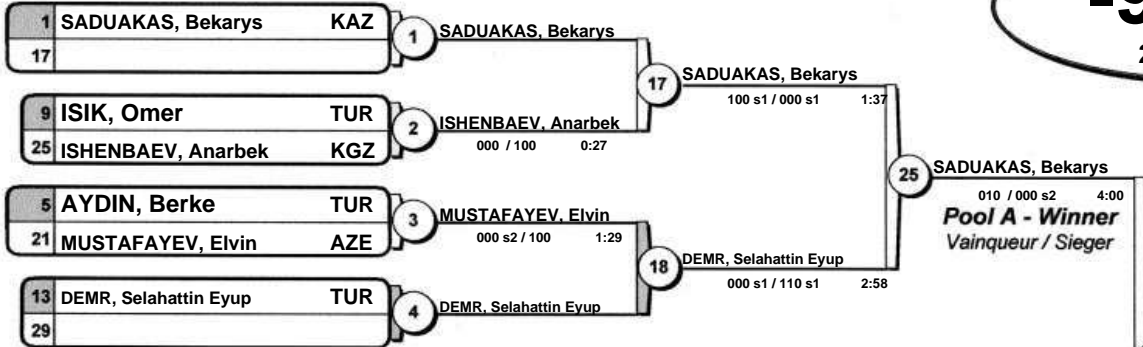 1 SADUAKAS, Bekarys KAZ
17
1
SADUAKAS, Bekarys
9 ISIK, Omer TUR
25 ISHENBAEV, Anarbek KGZ
2
ISHENBAEV, Anarbek
000 / 100 0:27
17
SADUAKAS, Bekarys
100 s1 / 000 s1 1:37
5 AYDIN, Berke TUR
21 MUSTAFAYEV, Elvin AZE
3
MUSTAFAYEV, Elvin
000 s2 / 100 1:29
13 DEMR, Selahattin Eyup TUR
29
4
DEMR, Selahattin Eyup
18
DEMR, Selahattin Eyup
000 s1 / 110 s1 2:58
25
SADUAKAS, Bekarys
010 / 000 s2 4:00
Pool A - Winner
Vainqueur / Sieger